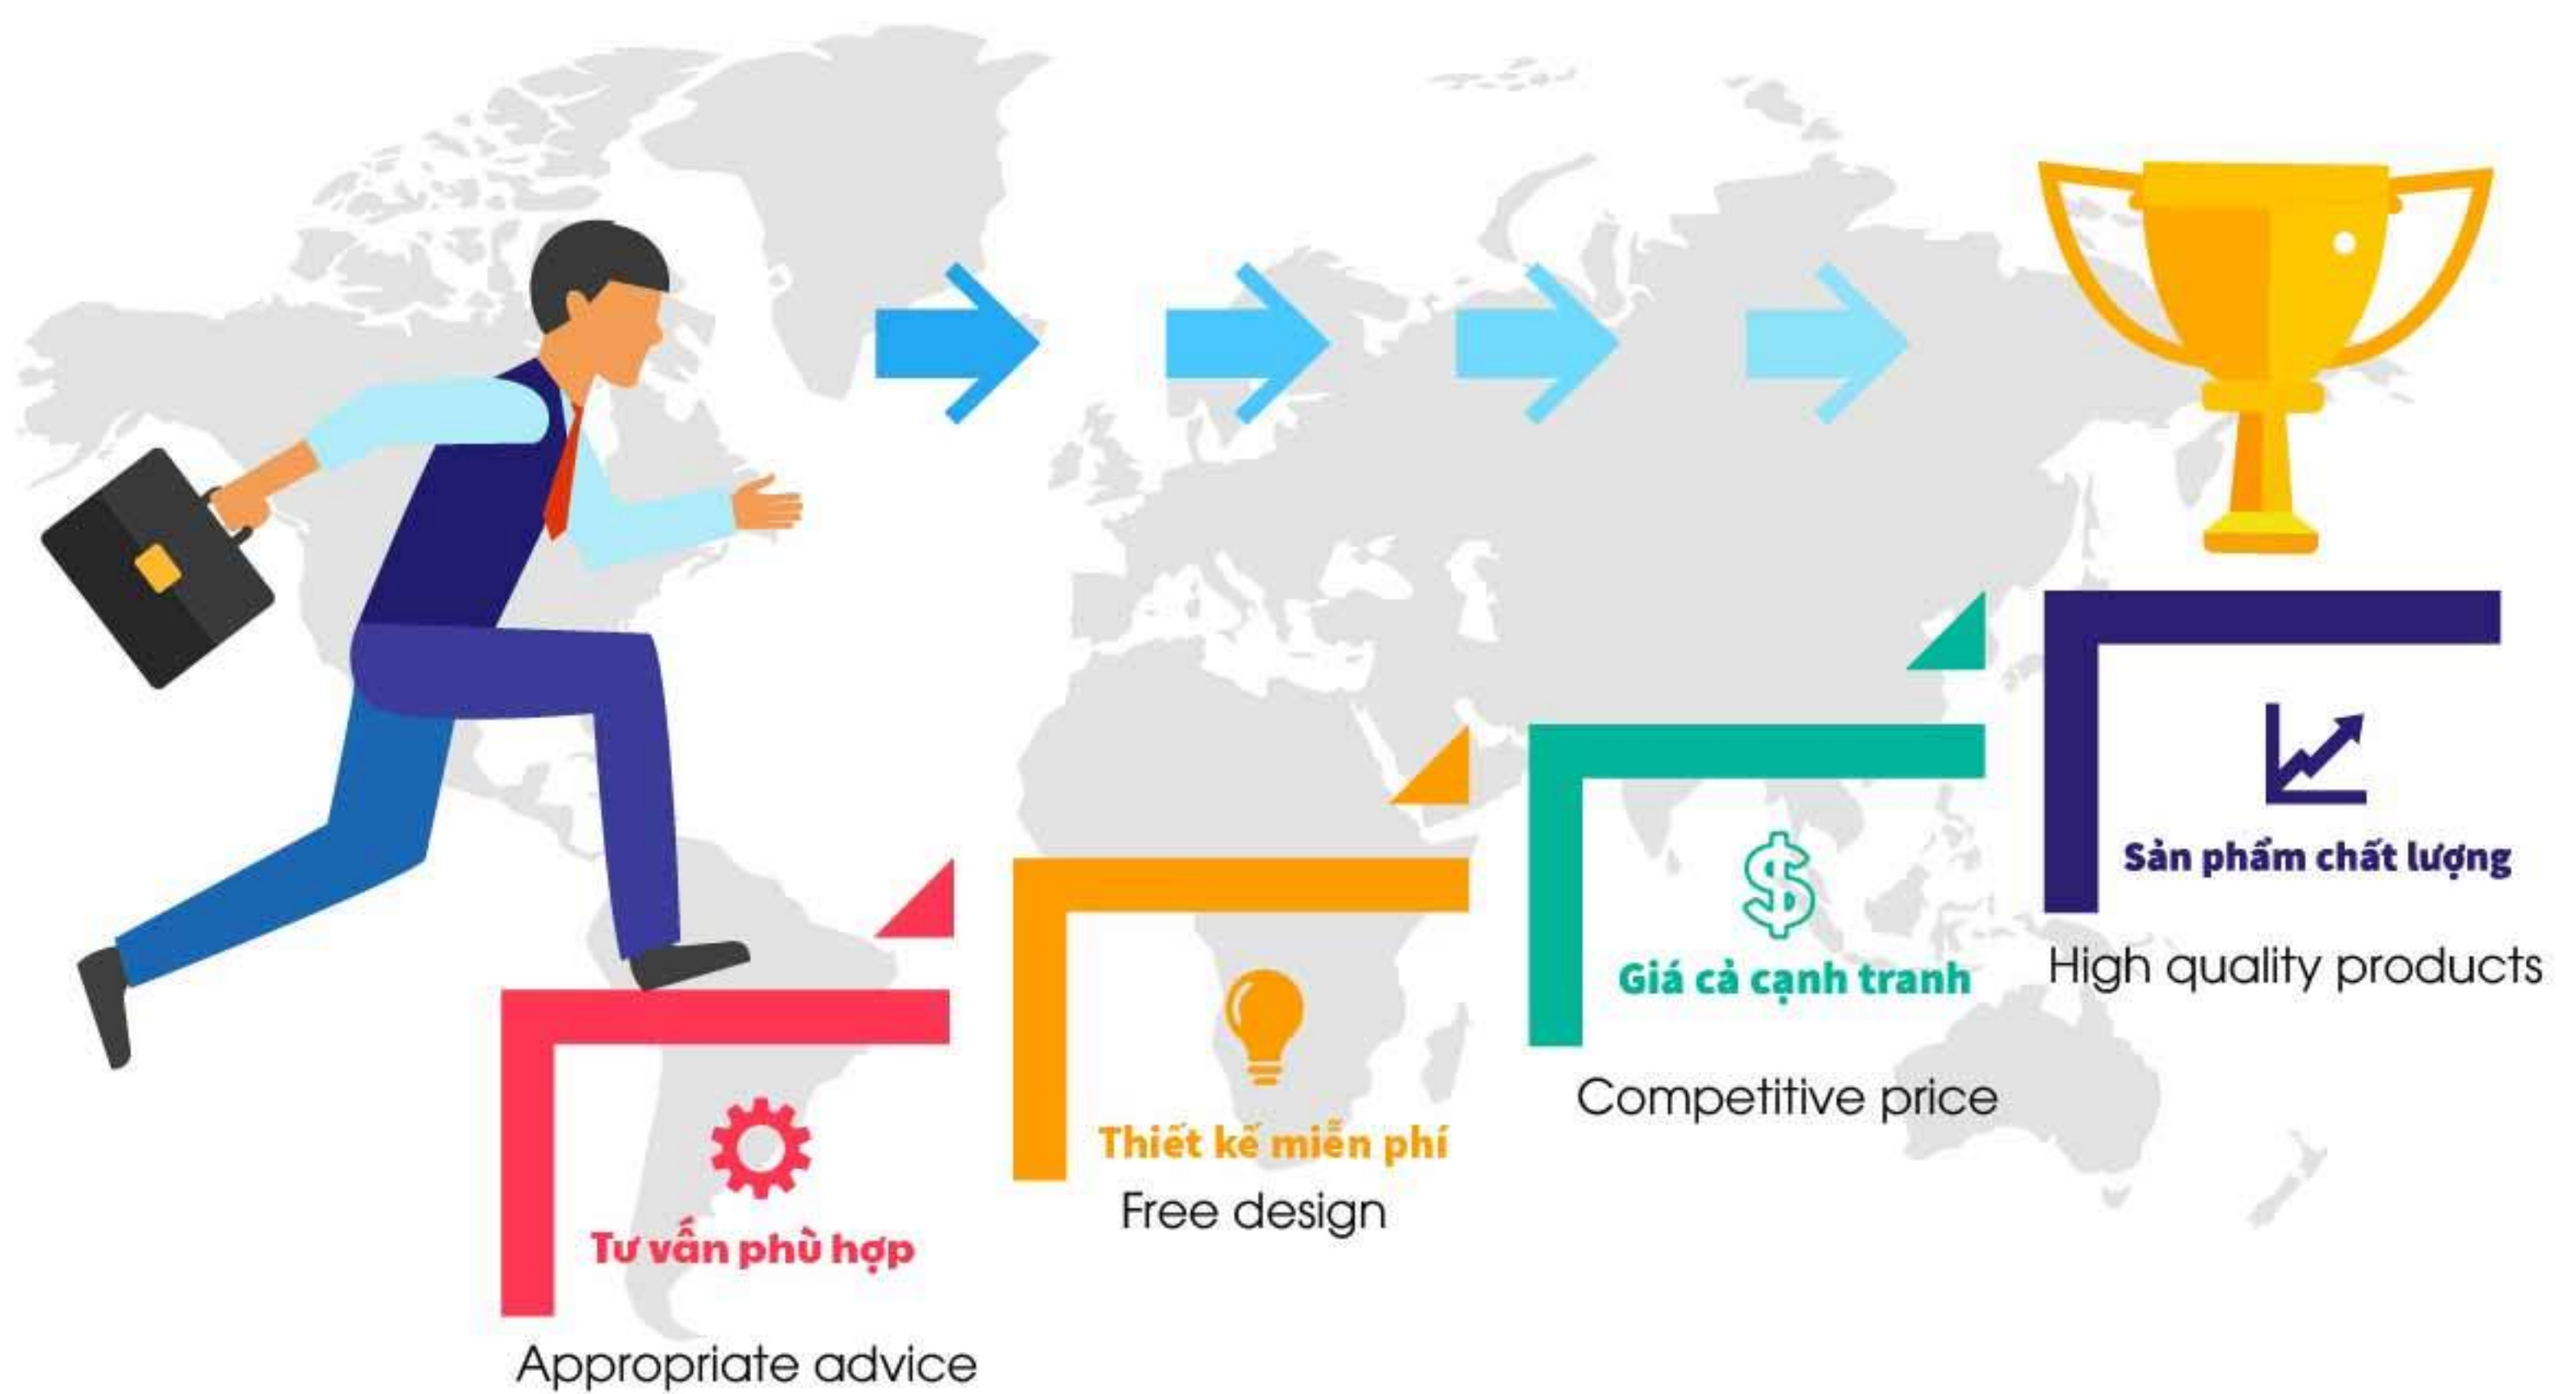 Tư vấn phù hợp
Appropriate advice
Thiết kế miễn phí
Free design
Giá cả cạnh tranh
Competitive price
Sản phẩm chất lượng
High quality products